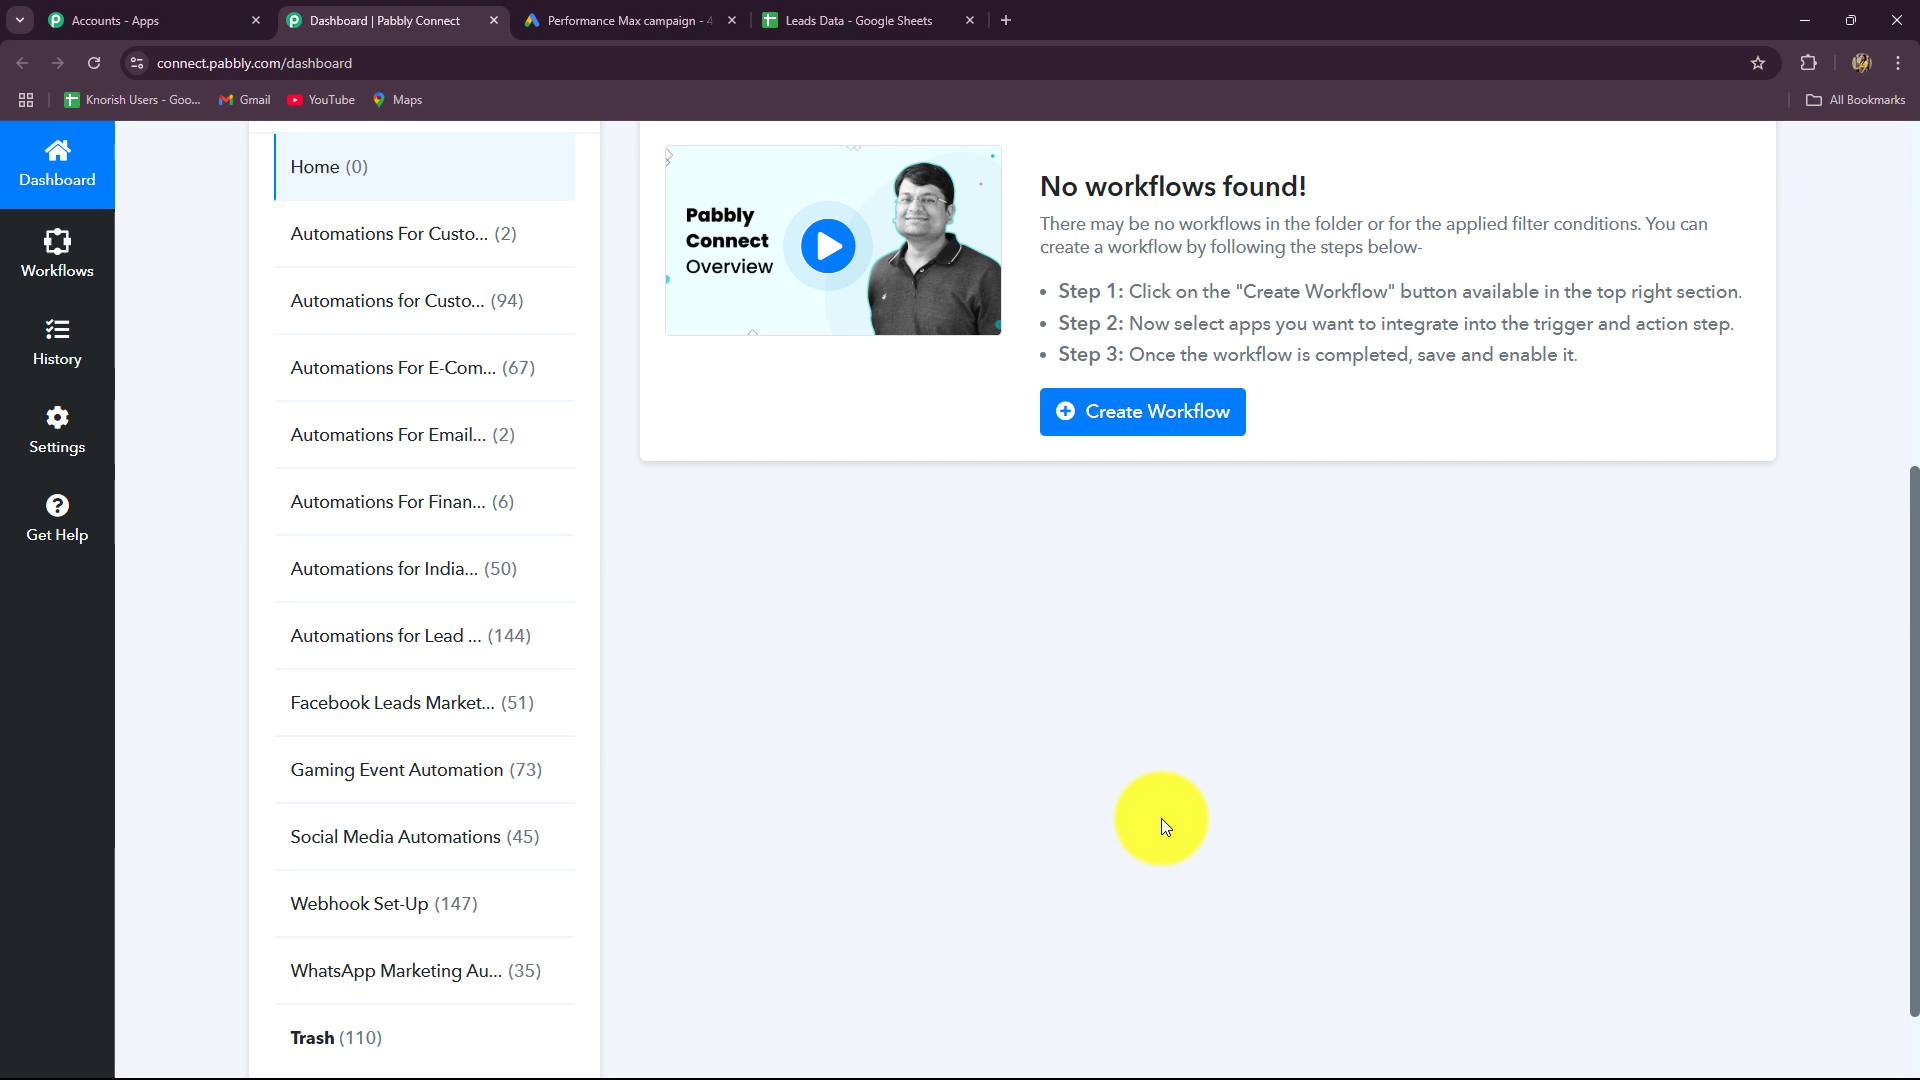 Accounts - Apps
Dashboard | Pabbly Connect
Performance Max campaign - 4
Leads Data - Google Sheets
connect.pabbly.com/dashboard
Knorish Users - Goo...
Gmail
YouTube
Maps
All Bookmarks
Dashboard
Workflows
History
Settings
Get Help
Home (0)
Automations For Custo... (2)
Automations for Custo... (94)
Automations For E-Com... (67)
Automations For Email... (2)
Automations For Finan... (6)
Automations for India... (50)
Automations for Lead ... (144)
Facebook Leads Market... (51)
Gaming Event Automation (73)
Social Media Automations (45)
Webhook Set-Up (147)
WhatsApp Marketing Au... (35)
Trash (110)
Pabbly
Connect
Overview
No workflows found!
There may be no workflows in the folder or for the applied filter conditions. You can
create a workflow by following the steps below-
• Step 1: Click on the "Create Workflow" button available in the top right section.
• Step 2: Now select apps you want to integrate into the trigger and action step.
• Step 3: Once the workflow is completed, save and enable it.
Create Workflow